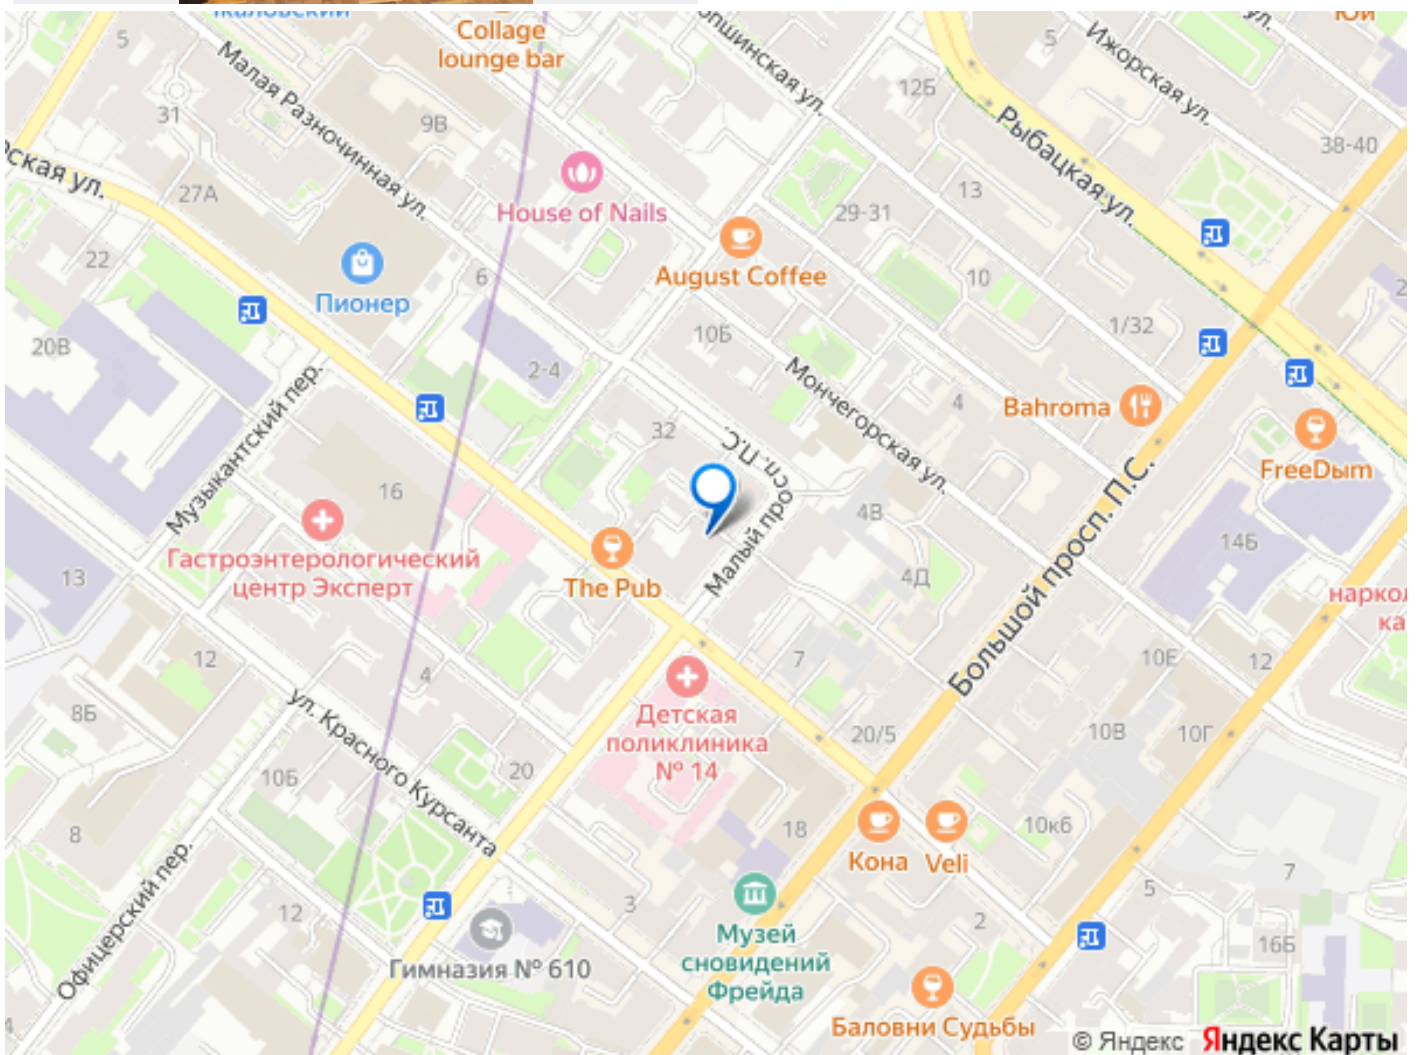 Чкаловский
Collage
lounge bar
5
Малая Разночинная ул.
31
9В
27А
22
Пионер
20В
House of Nails
6
August Coffee
12Б
5
Ижорская ул.
Рыбацкая ул.
38-40
13
29-31
10
1/32
10Б
2-4
32
Мончегорская ул.
4
Bahroma
FreeDым
Малый просп. П.С.
4В
4Д
14Б
Большой просп. П.С.
Музыкантский пер.
16
Гастроэнтерологический
центр Эксперт
The Pub
13
12
4
8Б
ул. Красного Курсанта
Детская
поликлиника
№ 14
7
20/5
10Е
12
10В
10Г
10Б
20
8
18
Кона
Veli
10к6
7
5
Офицерский пер.
12
3
Гимназия № 610
Музей
сновидений
Фрейда
2
16Б
Баловни Судьбы
4
© Яндекс Яндекс Карты